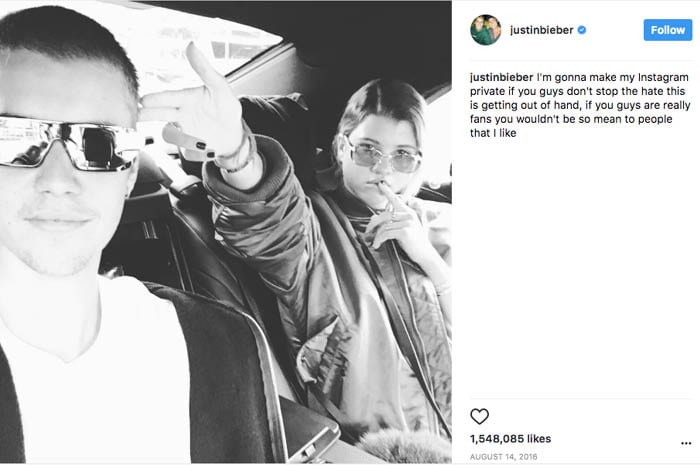 justinbieber
Follow
justinbieber I'm gonna make my Instagram
private if you guys don't stop the hate this
is getting out of hand, if you guys are really
fans you wouldn't be so mean to people
that I like
1,548,085 likes
AUGUST 14, 2016